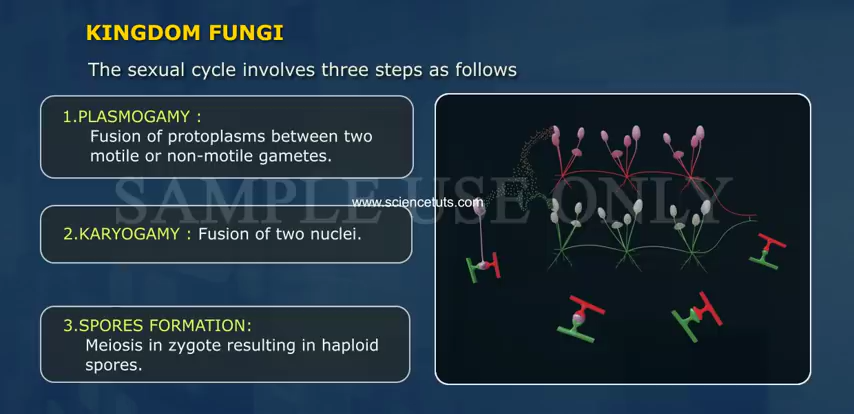 KINGDOM FUNGI
The sexual cycle involves three steps as follows
1.PLASMOGAMY :
Fusion of protoplasms between two
motile or non-motile gametes.
SAMPLE USE ONLY
www.sciencetuts.com
2.KARYOGAMY : Fusion of two nuclei.
3.SPORES FORMATION:
Meiosis in zygote resulting in haploid
spores.